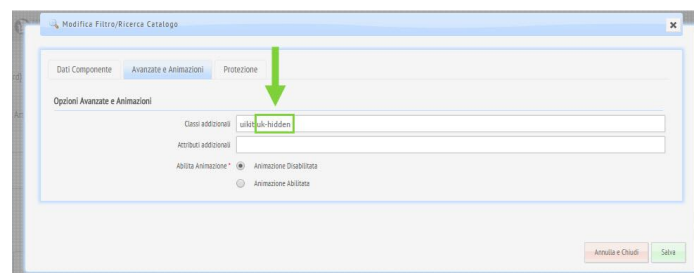 Modifica Filtro/Ricerca Catalogo
Dati Componente Avanzate e Animazioni Protezione
Opzioni Avanzate e Animazioni
Classi addizionali uikit uk-hidden
Attributi addizionali
Abilita Animazione * Animazione Disabilitata
Animazione Abilitata
Annulla e Chiudi Salva